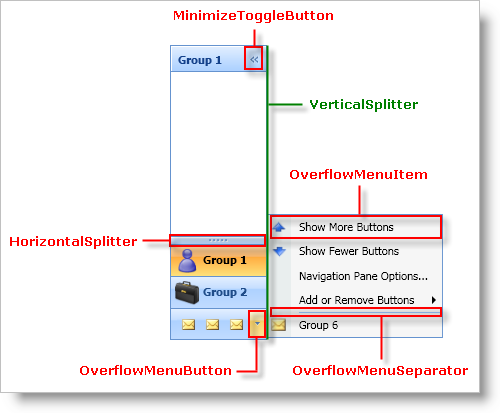 MinimizeToggleButton
Group 1
«
VerticalSplitter
OverflowMenuItem
Show More Buttons
HorizontalSplitter
Show Fewer Buttons
Group 1
Navigation Pane Options...
Group 2
Add or Remove Buttons
Group 6
OverflowMenuButton
OverflowMenuSeparator